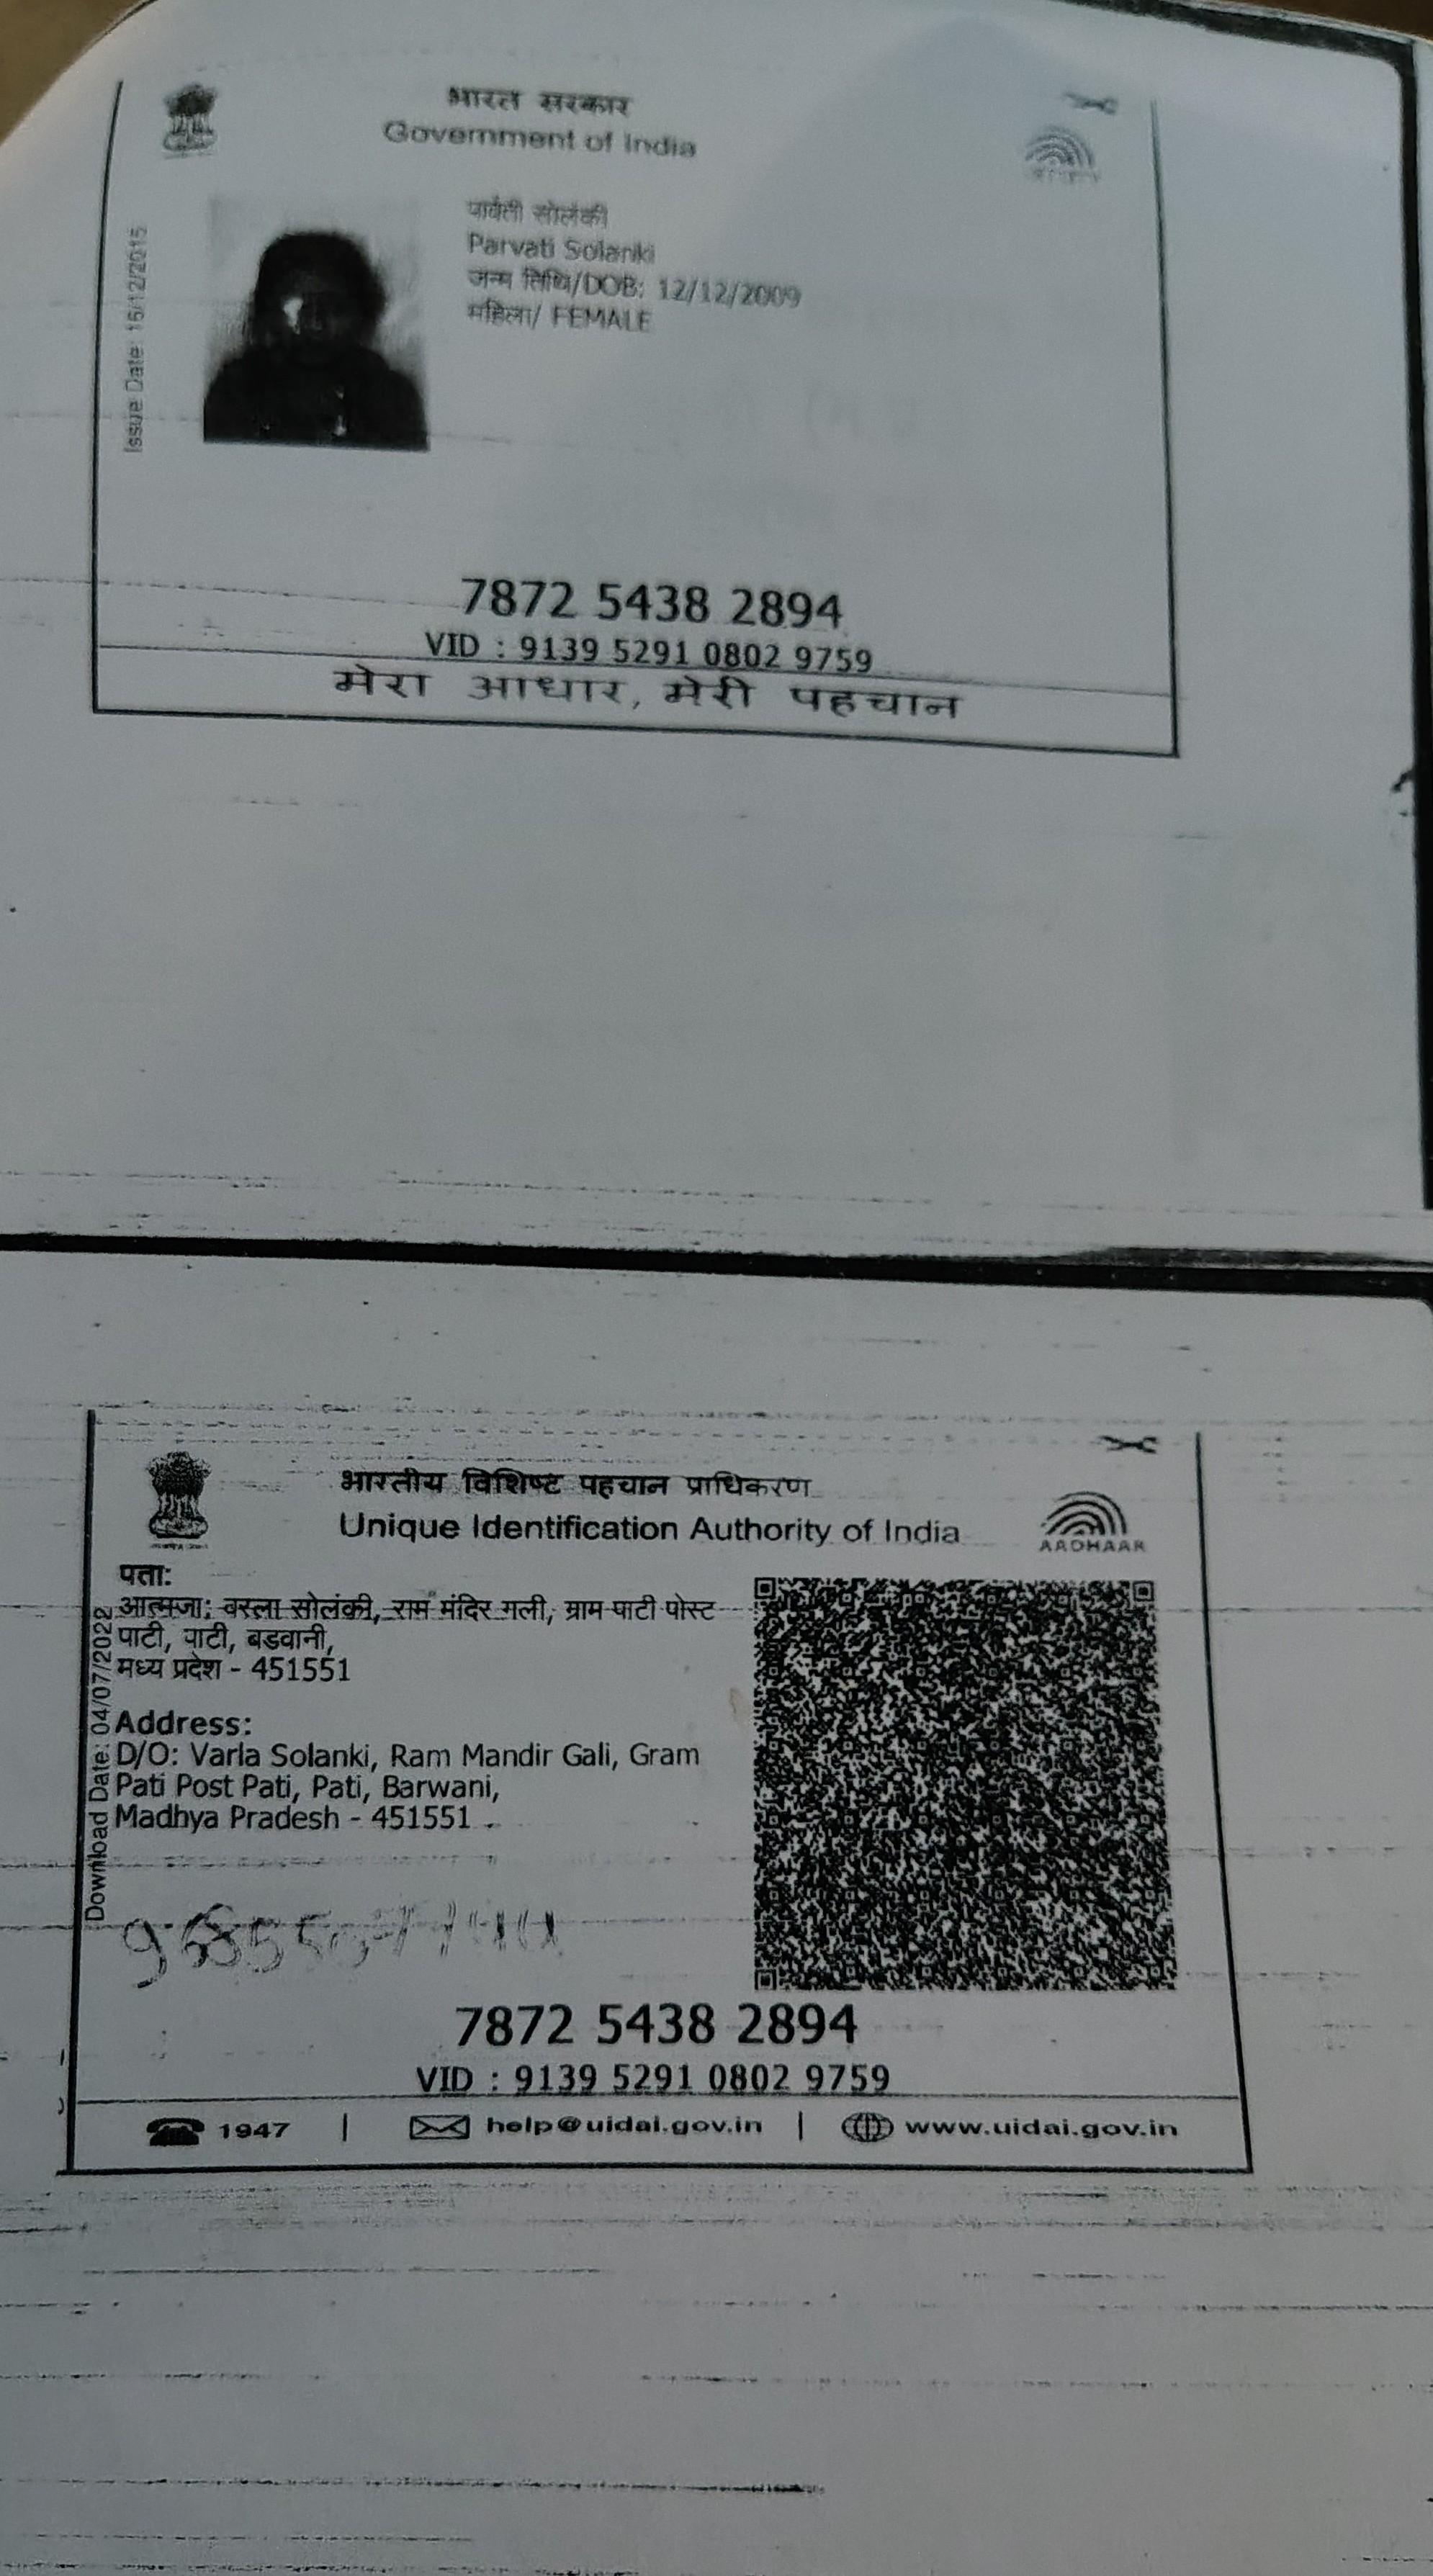 भारत सरकार
Government of India
Issue Date: 15/12/2015
पार्वती सोलंकी
Parvati Solanki
जन्म तिथि/DOB: 12/12/2009
महिला/ FEMALE
7872 5438 2894
VID : 9139 5291 0802 9759
मेरा आधार, मेरी पहचान
भारतीय विशिष्ट पहचान प्राधिकरण
Unique Identification Authority of India
AADHAAR
Download Date: 04/07/2022
पता:
आत्मजा: वरला सोलंकी, राम मंदिर गली, ग्राम पाटी पोस्ट
पाटी, पाटी, बडवानी,
मध्य प्रदेश - 451551
Address:
D/O: Varla Solanki, Ram Mandir Gali, Gram
Pati Post Pati, Pati, Barwani,
Madhya Pradesh - 451551
7872 5438 2894
VID : 9139 5291 0802 9759
1947 | help@uidai.gov.in | www.uidai.gov.in